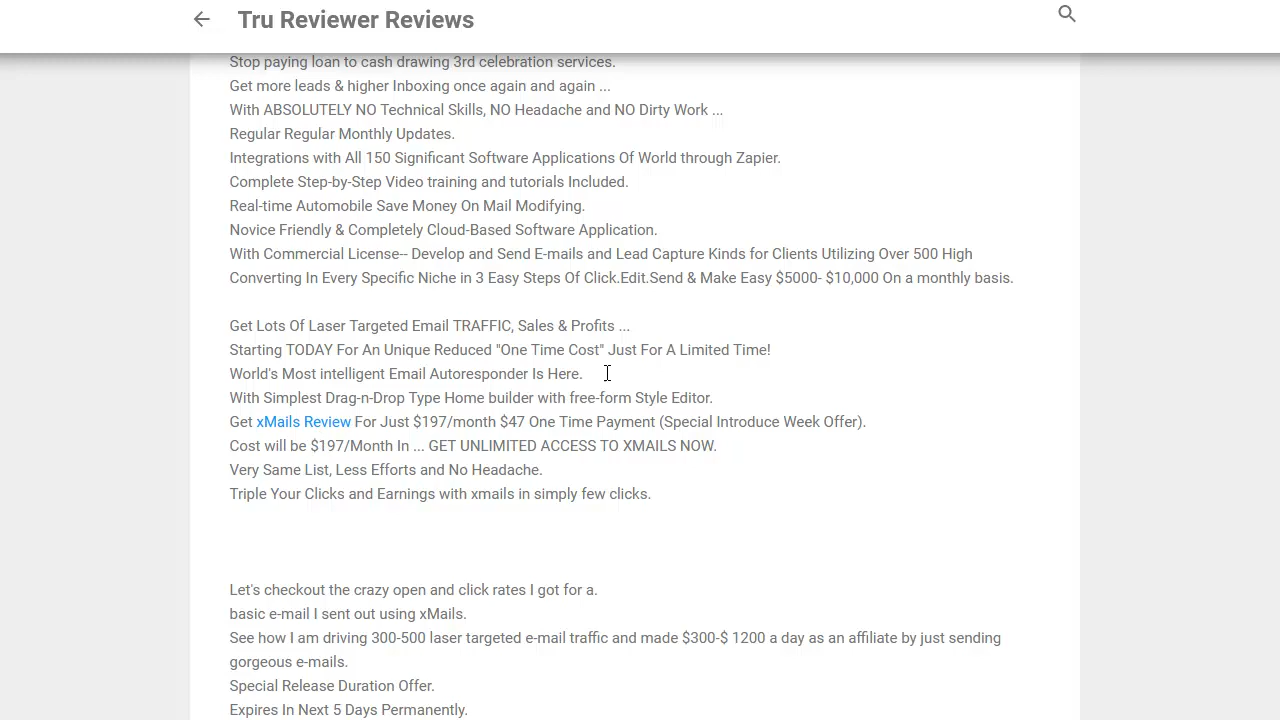 Tru Reviewer Reviews
Stop paying loan to cash drawing 3rd celebration services.
Get more leads & higher Inboxing once again and again ...
With ABSOLUTELY NO Technical Skills, NO Headache and NO Dirty Work ...
Regular Regular Monthly Updates.
Integrations with All 150 Significant Software Applications Of World through Zapier.
Complete Step-by-Step Video training and tutorials Included.
Real-time Automobile Save Money On Mail Modifying.
Novice Friendly & Completely Cloud-Based Software Application.
With Commercial License-- Develop and Send E-mails and Lead Capture Kinds for Clients Utilizing Over 500 High
Converting In Every Specific Niche in 3 Easy Steps Of Click.Edit.Send & Make Easy $5000- $10,000 On a monthly basis.
Get Lots Of Laser Targeted Email TRAFFIC, Sales & Profits ...
Starting TODAY For An Unique Reduced "One Time Cost" Just For A Limited Time!
World's Most intelligent Email Autoresponder Is Here.
With Simplest Drag-n-Drop Type Home builder with free-form Style Editor.
Get xMails Review For Just $197/month $47 One Time Payment (Special Introduce Week Offer).
Cost will be $197/Month In ... GET UNLIMITED ACCESS TO XMAILS NOW.
Very Same List, Less Efforts and No Headache.
Triple Your Clicks and Earnings with xmails in simply few clicks.
Let's checkout the crazy open and click rates I got for a.
basic e-mail I sent out using xMails.
See how I am driving 300-500 laser targeted e-mail traffic and made $300-$ 1200 a day as an affiliate by just sending
gorgeous e-mails.
Special Release Duration Offer.
Expires In Next 5 Days Permanently.